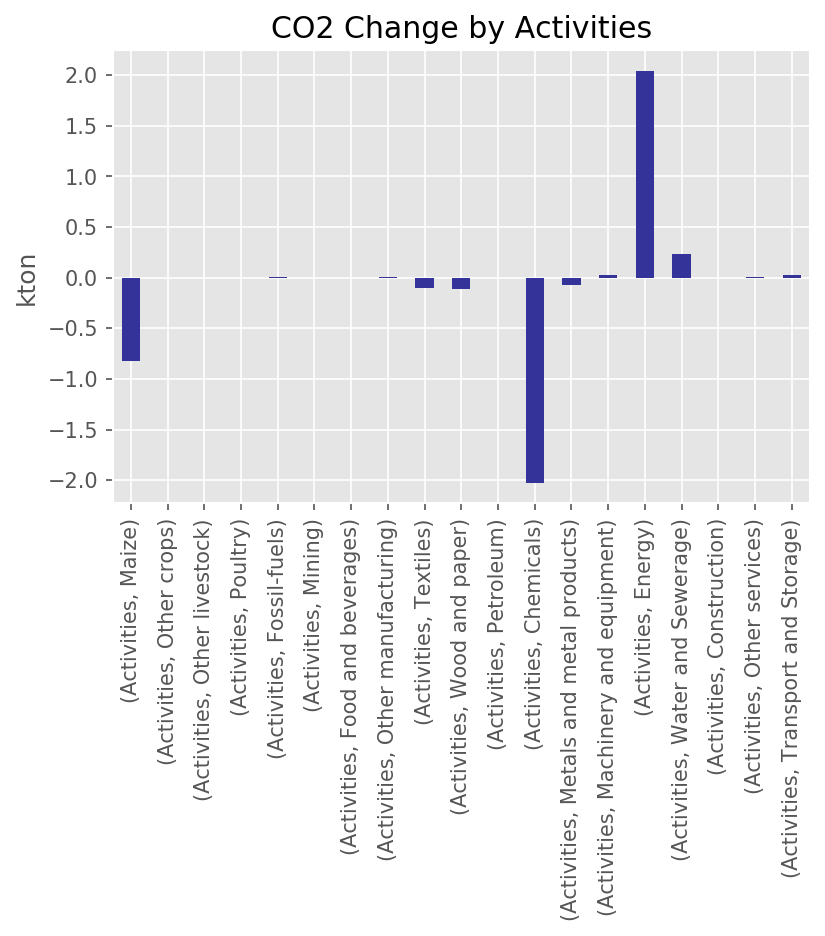 CO2 Change by Activities
kton
2.0
1.5
1.0
0.5
0.0
−0.5
−1.0
−1.5
−2.0
(Activities, Maize)
(Activities, Other crops)
(Activities, Other livestock)
(Activities, Poultry)
(Activities, Fossil-fuels)
(Activities, Mining)
(Activities, Food and beverages)
(Activities, Other manufacturing)
(Activities, Textiles)
(Activities, Wood and paper)
(Activities, Petroleum)
(Activities, Chemicals)
(Activities, Metals and metal products)
(Activities, Machinery and equipment)
(Activities, Energy)
(Activities, Water and Sewerage)
(Activities, Construction)
(Activities, Other services)
(Activities, Transport and Storage)